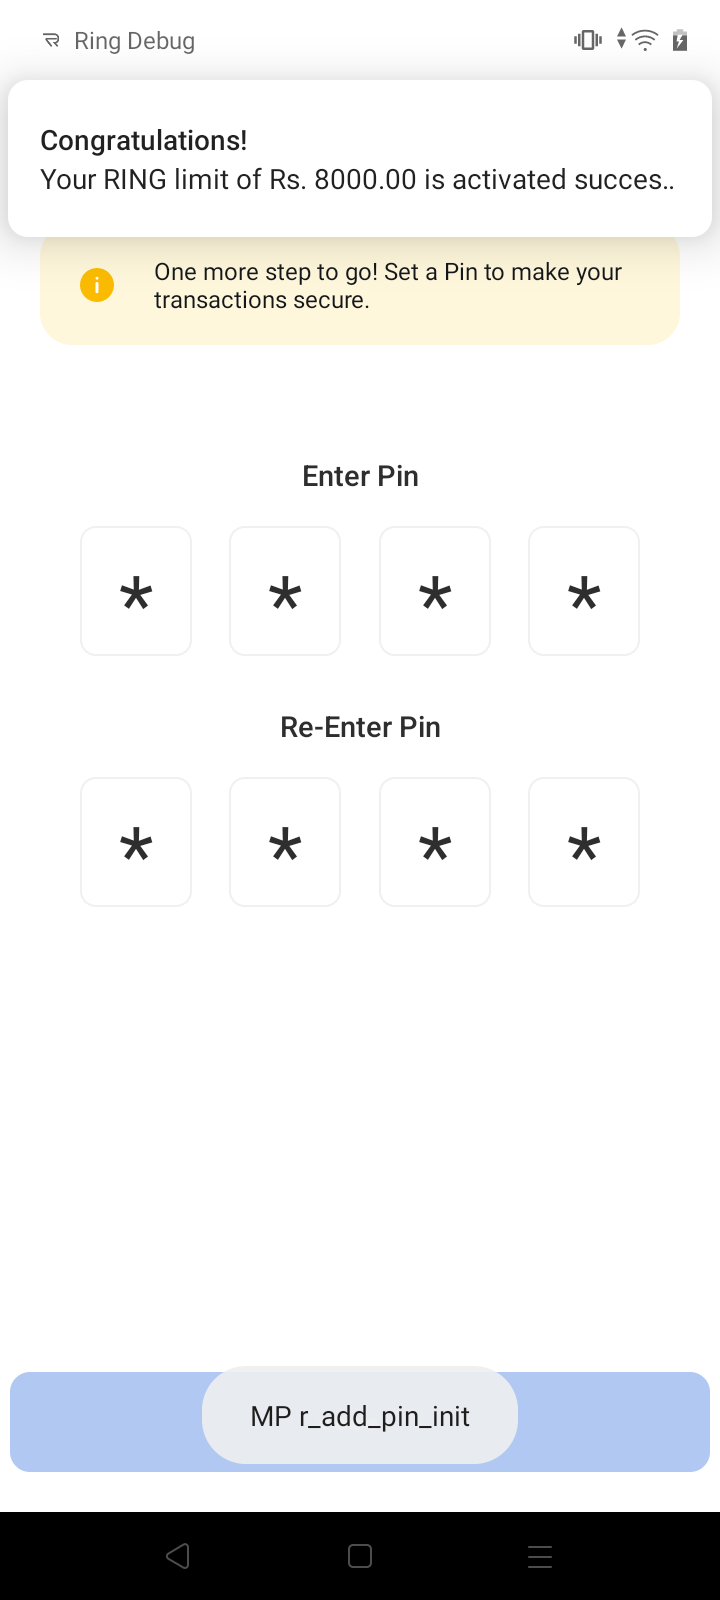 Ring Debug
Congratulations!
Your RING limit of Rs. 8000.00 is activated succes..
One more step to go! Set a Pin to make your
transactions secure.
Enter Pin
* * * *
Re-Enter Pin
* * * *
MP r_add_pin_init